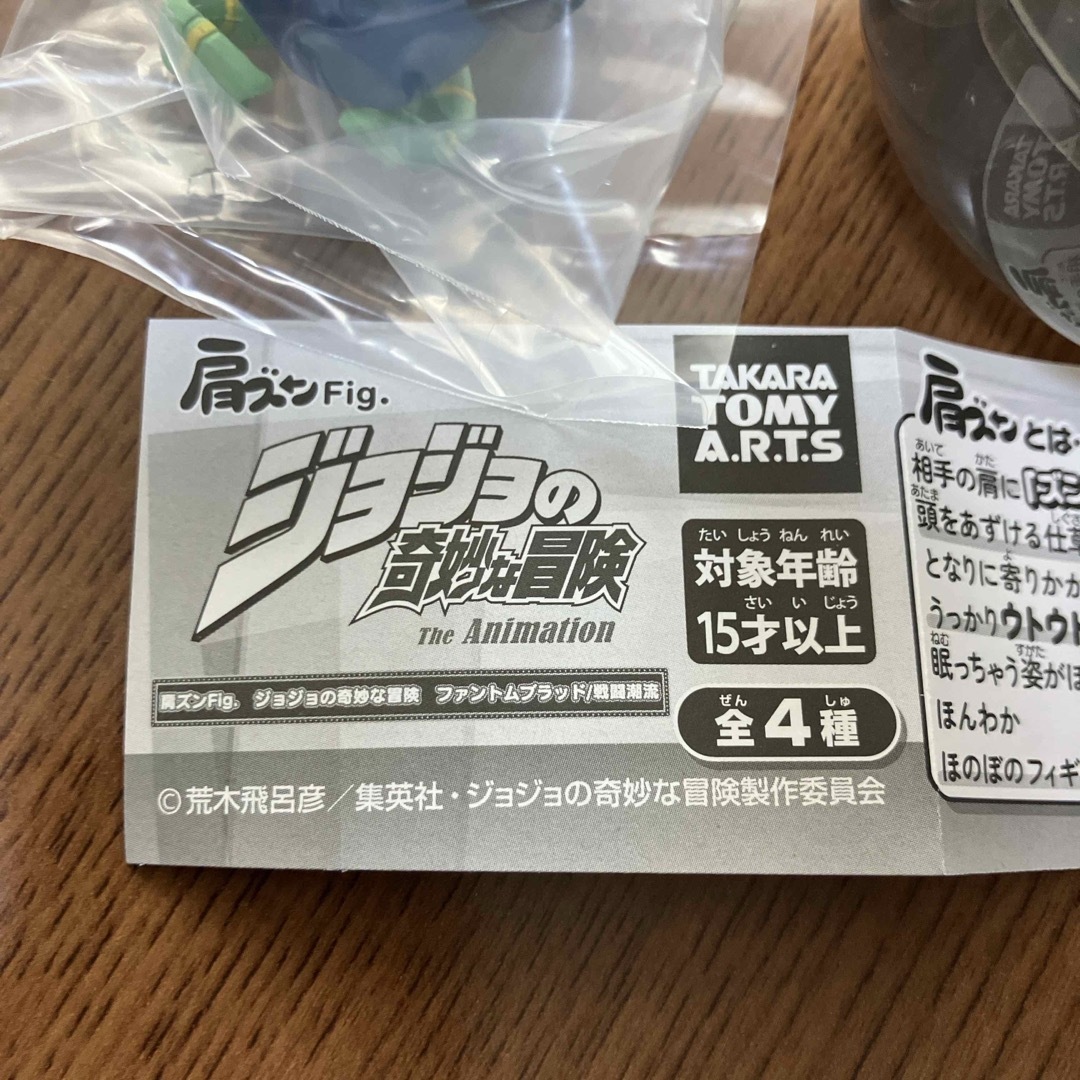 肩ズンFig.
ジョジョの
奇妙な冒険
The Animation
肩ズンFig. ジョジョの奇妙な冒険 ファントムブラッド/戦闘潮流
©荒木飛呂彦／集英社・ジョジョの奇妙な冒険製作委員会
TAKARA
TOMY
A.R.T.S
たい しょう ねん れい
対象年齢
さい い じょう
15才以上
ぜん しゅ
全4種
肩ズンとは
あいて かた
相手の肩に
あたま
頭をあずける仕草
よ
となりに寄りかか
うっかりウトウト
ねむ すがた
眠っちゃう姿がほ
ほんわか
ほのぼのフィギ
TAKARA
TOMY
A.R.T.S